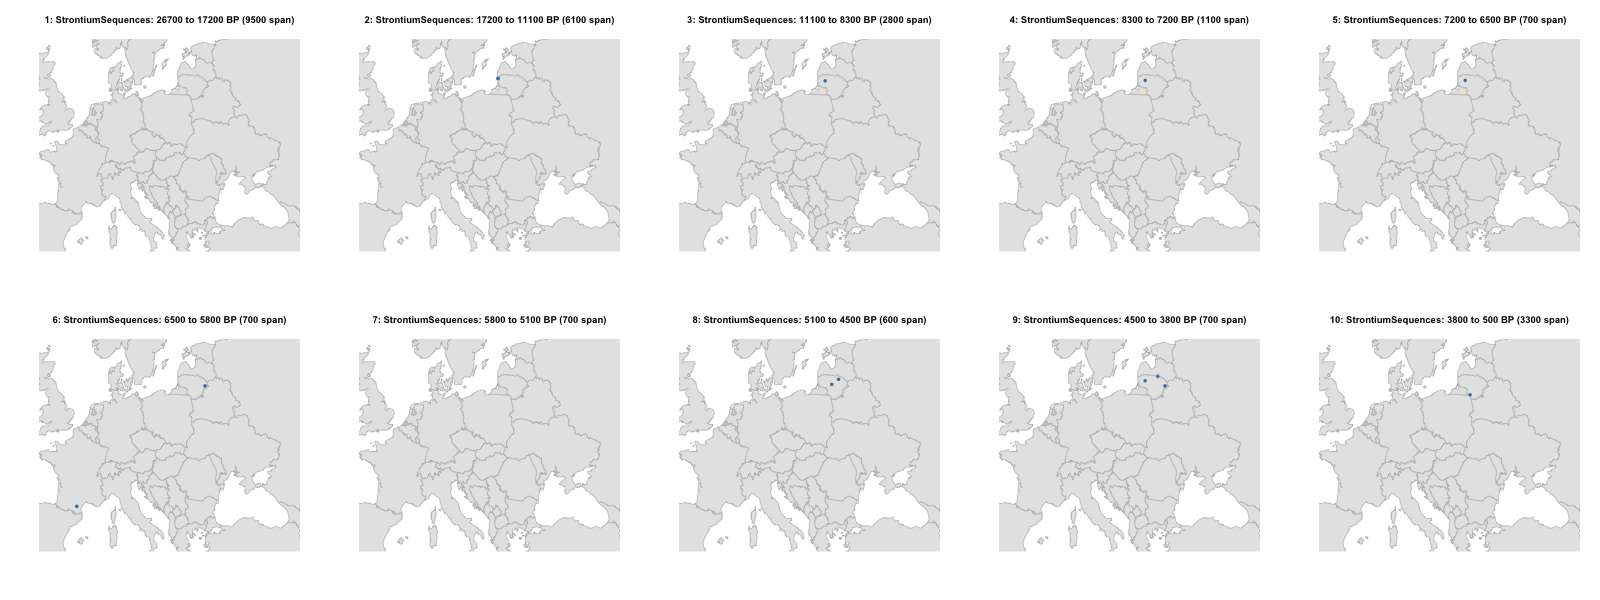 1: StrontiumSequences: 26700 to 17200 BP (9500 span)
2: StrontiumSequences: 17200 to 11100 BP (6100 span)
3: StrontiumSequences: 11100 to 8300 BP (2800 span)
4: StrontiumSequences: 8300 to 7200 BP (1100 span)
5: StrontiumSequences: 7200 to 6500 BP (700 span)
6: StrontiumSequences: 6500 to 5800 BP (700 span)
7: StrontiumSequences: 5800 to 5100 BP (700 span)
8: StrontiumSequences: 5100 to 4500 BP (600 span)
9: StrontiumSequences: 4500 to 3800 BP (700 span)
10: StrontiumSequences: 3800 to 500 BP (3300 span)